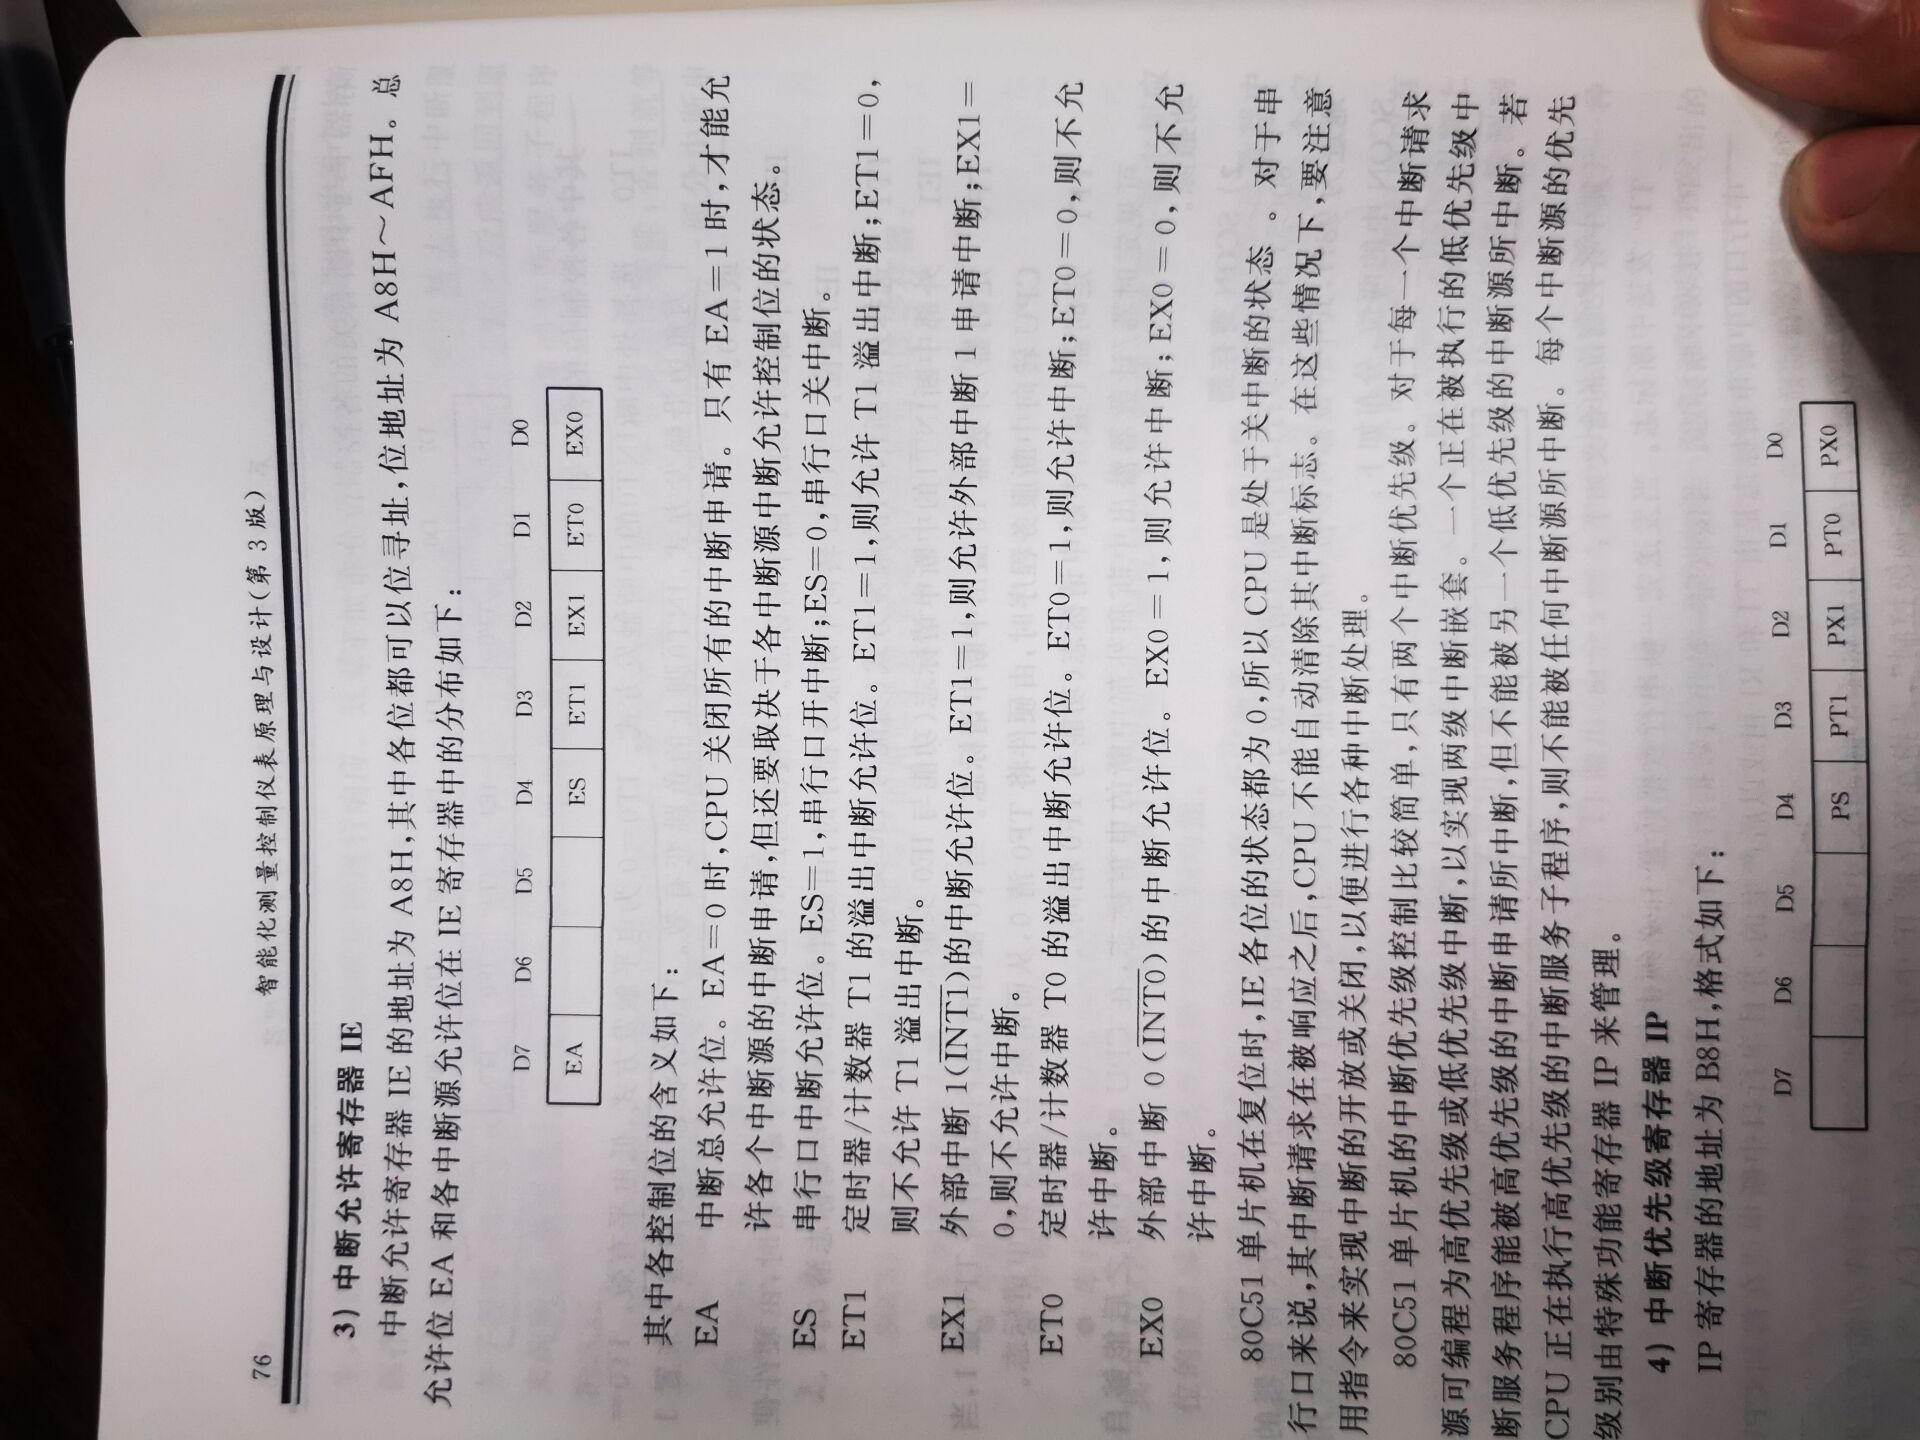 76
智能化测量控制仪表原理与设计(第 3 版)
3) 中断允许寄存器 IE
中断允许寄存器 IE 的地址为 A8H,其中各位都可以位寻址,位地址为 A8H～AFH。总
允许位 EA 和各中断源允许位在 IE 寄存器中的分布如下:
D7 D6 D5 D4 D3 D2 D1 D0
EA ES ET1 EX1 ET0 EX0
其中各控制位的含义如下:
EA 中断总允许位。EA=0 时,CPU 关闭所有的中断申请。只有 EA=1 时,才能允
许各个中断源的中断申请,但还要取决于各中断源中断允许控制位的状态。
ES 串行口中断允许位。ES=1,串行口开中断;ES=0,串行口关中断。
ET1 定时器/计数器 T1 的溢出中断允许位。ET1=1,则允许 T1 溢出中断;ET1=0,
则不允许 T1 溢出中断。
EX1 外部中断 1(I̅N̅T̅1̅)的中断允许位。ET1=1,则允许外部中断 1 申请中断;EX1=
0,则不允许中断。
ET0 定时器/计数器 T0 的溢出中断允许位。ET0=1,则允许中断;ET0=0,则不允
许中断。
EX0 外部中断 0(I̅N̅T̅0̅)的中断允许位。EX0=1,则允许中断;EX0=0,则不允
许中断。
80C51 单片机在复位时,IE 各位的状态都为 0,所以 CPU 是处于关中断的状态 。对于串
行口来说,其中断请求在被响应之后,CPU 不能自动清除其中断标志。在这些情况下,要注意
用指令来实现中断的开放或关闭,以便进行各种中断处理。
80C51 单片机的中断优先级控制比较简单,只有两个中断优先级。对于每一个中断请求
源可编程为高优先级或低优先级中断,以实现两级中断嵌套。一个正在被执行的低优先级中
断服务程序能被高优先级的中断申请所中断,但不能被另一个低优先级的中断源所中断。若
CPU 正在执行高优先级的中断服务子程序,则不能被任何中断源所中断。每个中断源的优先
级别由特殊功能寄存器 IP 来管理。
4) 中断优先级寄存器 IP
IP 寄存器的地址为 B8H,格式如下:
D7 D6 D5 D4 D3 D2 D1 D0
PS PT1 PX1 PT0 PX0